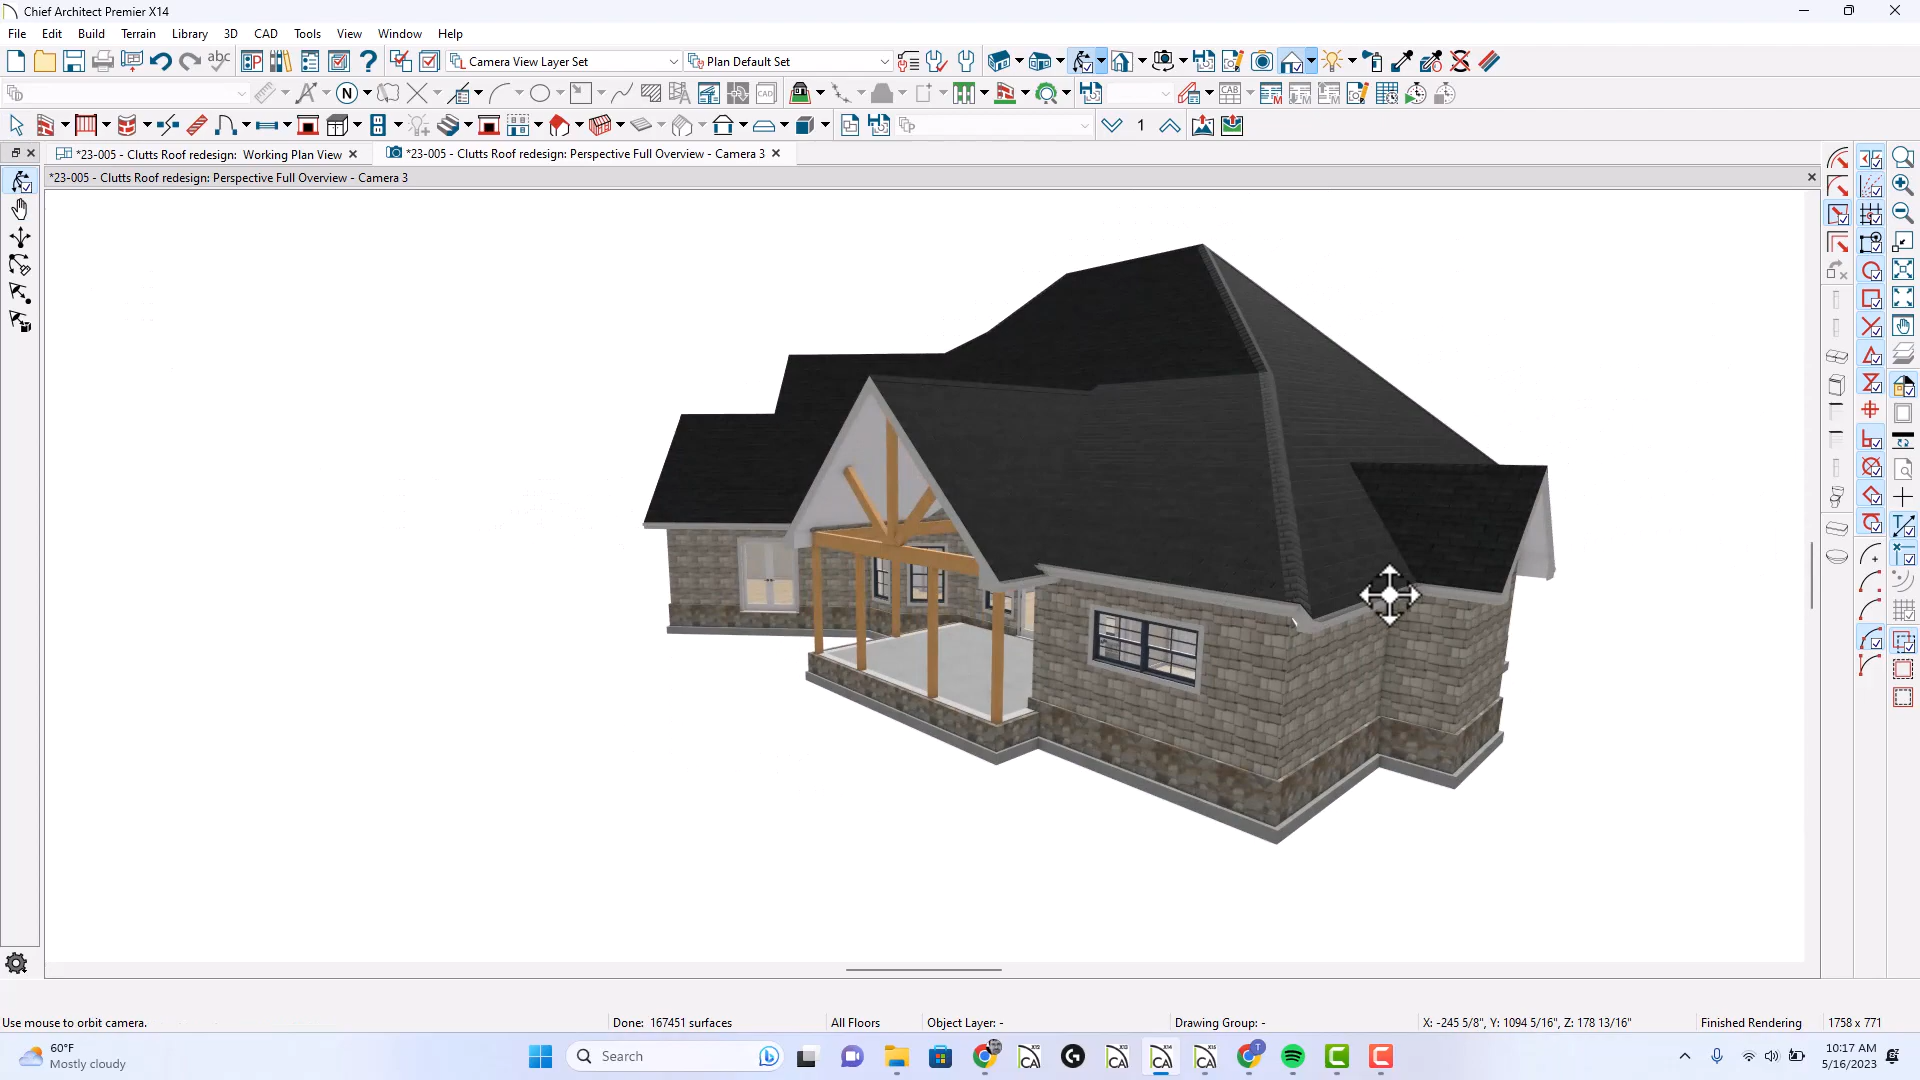 Chief Architect Premier X14
File Edit Build Terrain Library 3D CAD Tools View Window Help
Camera View Layer Set Plan Default Set
N CAD CAB
1
*23-005 - Clutts Roof redesign: Working Plan View *23-005 - Clutts Roof redesign: Perspective Full Overview - Camera 3
*23-005 - Clutts Roof redesign: Perspective Full Overview - Camera 3
Use mouse to orbit camera. Done: 167451 surfaces All Floors Object Layer: - Drawing Group: - X: -245 5/8", Y: 1094 5/16", Z: 178 13/16" Finished Rendering 1758 x 771
60°F
Mostly cloudy
Search
10:17 AM
5/16/2023